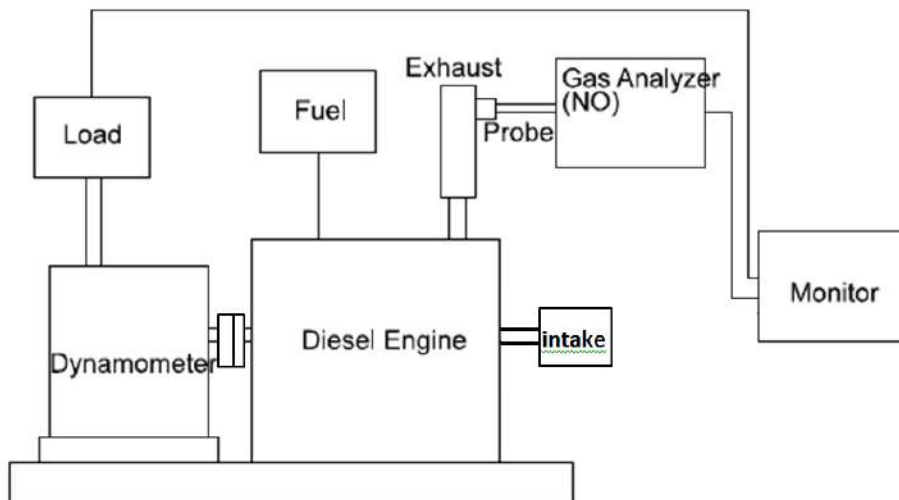 Exhaust
Gas Analyzer
(NO)
Fuel
Load
Probe
Monitor
Diesel Engine
intake
Dynamometer